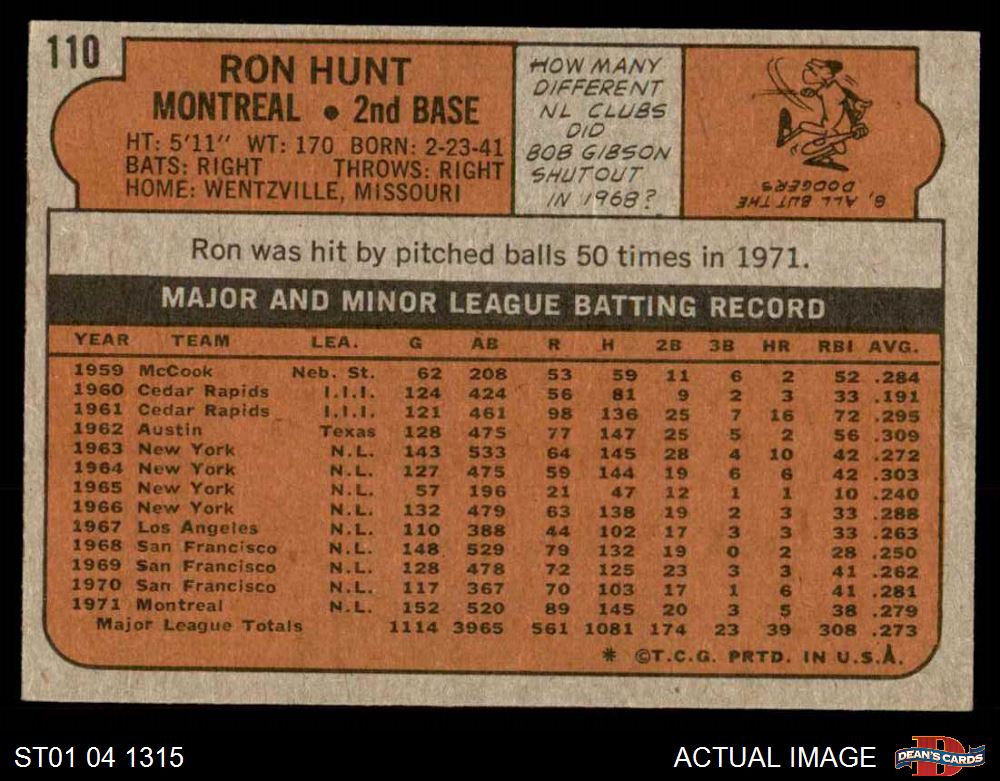 110
RON HUNT
MONTREAL • 2nd BASE
HT: 5'11" WT: 170 BORN: 2-23-41
BATS: RIGHT THROWS: RIGHT
HOME: WENTZVILLE, MISSOURI
HOW MANY
DIFFERENT
NL CLUBS
DID
BOB GIBSON
SHUTOUT
IN 1968?
8, ALL BUT THE
DODGERS
Ron was hit by pitched balls 50 times in 1971.
MAJOR AND MINOR LEAGUE BATTING RECORD
YEAR TEAM LEA. G AB R H 2B 3B HR RBI AVG.
1959 McCook Neb. St. 62 208 53 59 11 6 2 52 .284
1960 Cedar Rapids I.I.I. 124 424 56 81 9 2 3 33 .191
1961 Cedar Rapids I.I.I. 121 461 98 136 25 7 16 72 .295
1962 Austin Texas 128 475 77 147 25 5 2 56 .309
1963 New York N.L. 143 533 64 145 28 4 10 42 .272
1964 New York N.L. 127 475 59 144 19 6 6 42 .303
1965 New York N.L. 57 196 21 47 12 1 1 10 .240
1966 New York N.L. 132 479 63 138 19 2 3 33 .288
1967 Los Angeles N.L. 110 388 44 102 17 3 3 33 .263
1968 San Francisco N.L. 148 529 79 132 19 0 2 28 .250
1969 San Francisco N.L. 128 478 72 125 23 3 3 41 .262
1970 San Francisco N.L. 117 367 70 103 17 1 6 41 .281
1971 Montreal N.L. 152 520 89 145 20 3 5 38 .279
Major League Totals 1114 3965 561 1081 174 23 39 308 .273
* ©T.C.G. PRTD. IN U.S.A.
ST01 04 1315
ACTUAL IMAGE
D
DEAN'S CARDS